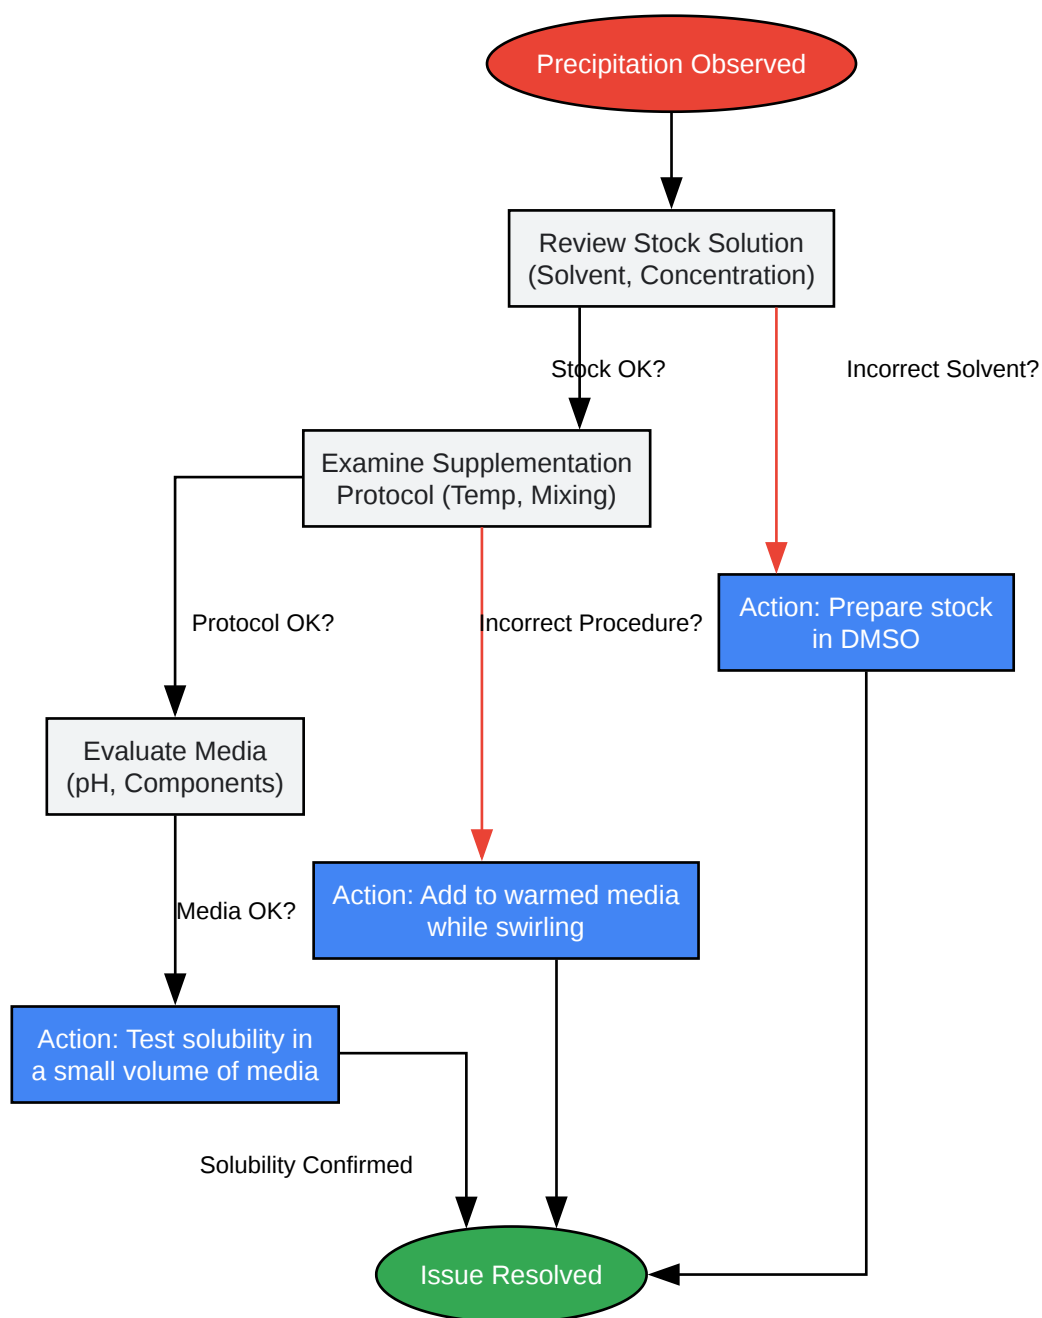 Precipitation Observed
Review Stock Solution
(Solvent, Concentration)
Stock OK?
Incorrect Solvent?
Examine Supplementation
Protocol (Temp, Mixing)
Protocol OK?
Incorrect Procedure?
Action: Prepare stock
in DMSO
Evaluate Media
(pH, Components)
Media OK?
Action: Add to warmed media
while swirling
Action: Test solubility in
a small volume of media
Solubility Confirmed
Issue Resolved